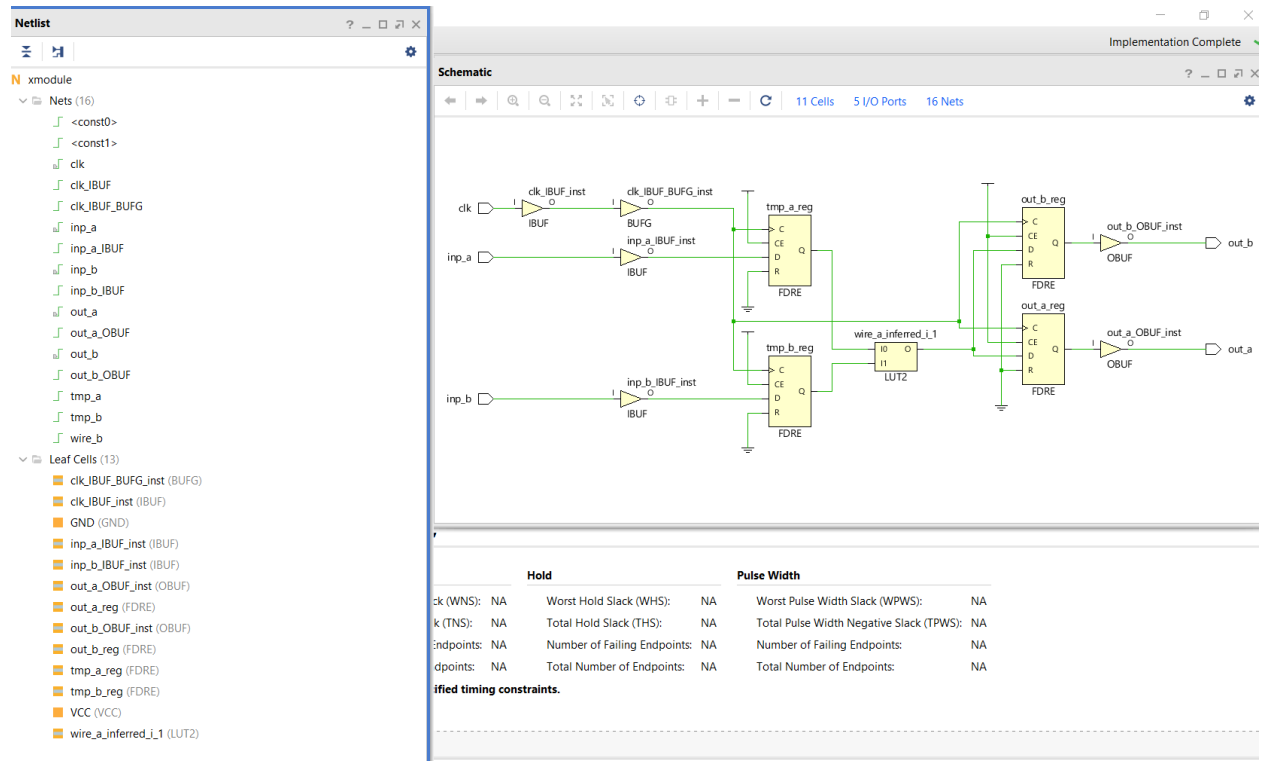 Netlist
? _
N xmodule
Nets (16)
<const0>
<const1>
clk
clk_IBUF
clk_IBUF_BUFG
inp_a
inp_a_IBUF
inp_b
inp_b_IBUF
out_a
out_a_OBUF
out_b
out_b_OBUF
tmp_a
tmp_b
wire_b
Leaf Cells (13)
clk_IBUF_BUFG_inst (BUFG)
clk_IBUF_inst (IBUF)
GND (GND)
inp_a_IBUF_inst (IBUF)
inp_b_IBUF_inst (IBUF)
out_a_OBUF_inst (OBUF)
out_a_reg (FDRE)
out_b_OBUF_inst (OBUF)
out_b_reg (FDRE)
tmp_a_reg (FDRE)
tmp_b_reg (FDRE)
VCC (VCC)
wire_a_inferred_i_1 (LUT2)
Implementation Complete
Schematic
?
11 Cells 5 I/O Ports 16 Nets
clk
clk_IBUF_inst
I O
IBUF
clk_IBUF_BUFG_inst
I O
BUFG
inp_a
inp_a_IBUF_inst
I O
IBUF
inp_b
inp_b_IBUF_inst
I O
IBUF
tmp_a_reg
C
CE
D Q
R
FDRE
tmp_b_reg
C
CE
D Q
R
FDRE
wire_a_inferred_i_1
I0 O
I1
LUT2
out_b_reg
C
CE
D Q
R
FDRE
out_b_OBUF_inst
I O
OBUF
out_b
out_a_reg
C
CE
D Q
R
FDRE
out_a_OBUF_inst
I O
OBUF
out_a
Hold Pulse Width
ck (WNS): NA Worst Hold Slack (WHS): NA Worst Pulse Width Slack (WPWS): NA
k (TNS): NA Total Hold Slack (THS): NA Total Pulse Width Negative Slack (TPWS): NA
Endpoints: NA Number of Failing Endpoints: NA Number of Failing Endpoints: NA
dpoints: NA Total Number of Endpoints: NA Total Number of Endpoints: NA
ified timing constraints.